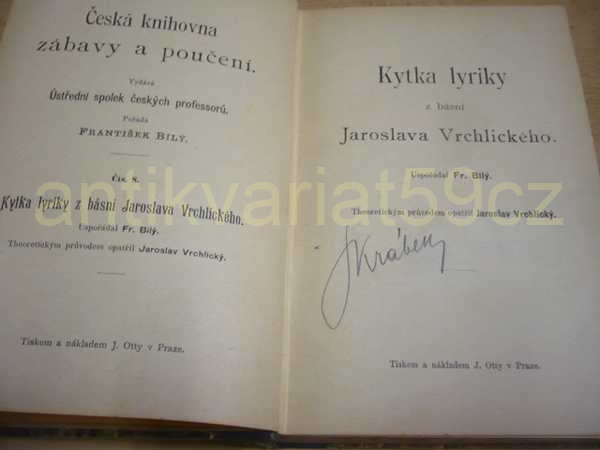 Česká knihovna
zábavy a poučení.
Vydává
Ústřední spolek českých professorů.
Pořádá
František Bílý.
Čís. 8.
Kytka lyriky z básní Jaroslava Vrchlického.
Uspořádal Fr. Bílý.
Theoretickým průvodem opatřil Jaroslav Vrchlický.
Tiskem a nákladem J. Otty v Praze.
Kytka lyriky
z básní
Jaroslava Vrchlického.
Uspořádal Fr. Bílý.
Theoretickým průvodem opatřil Jaroslav Vrchlický.
Tiskem a nákladem J. Otty v Praze.
antikvariat59cz